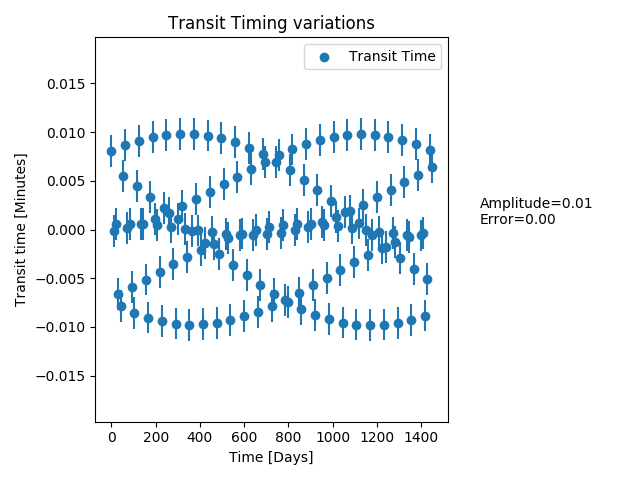 Transit Timing variations
Transit Time
0.015
0.010
0.005
0.000
−0.005
−0.010
−0.015
Transit time [Minutes]
0
200
400
600
800
1000
1200
1400
Time [Days]
Amplitude=0.01
Error=0.00